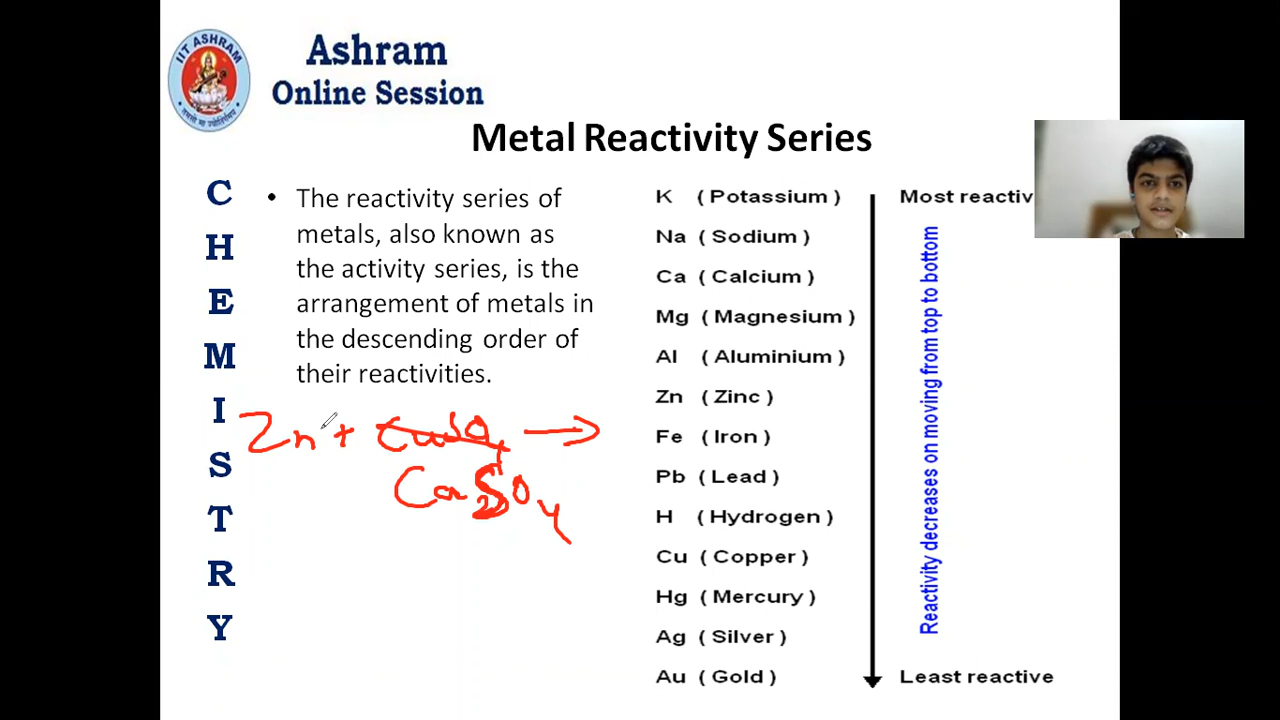 IIT ASHRAM
Ashram
Online Session
Metal Reactivity Series
C
H
E
M
I
S
T
R
Y
• The reactivity series of
metals, also known as
the activity series, is the
arrangement of metals in
the descending order of
their reactivities.
Zn + CuSO4 →
CaSO4
K ( Potassium )
Na ( Sodium )
Ca ( Calcium )
Mg ( Magnesium )
Al ( Aluminium )
Zn ( Zinc )
Fe ( Iron )
Pb ( Lead )
H ( Hydrogen )
Cu ( Copper )
Hg ( Mercury )
Ag ( Silver )
Au ( Gold )
Most reactiv
Reactivity decreases on moving from top to bottom
Least reactive